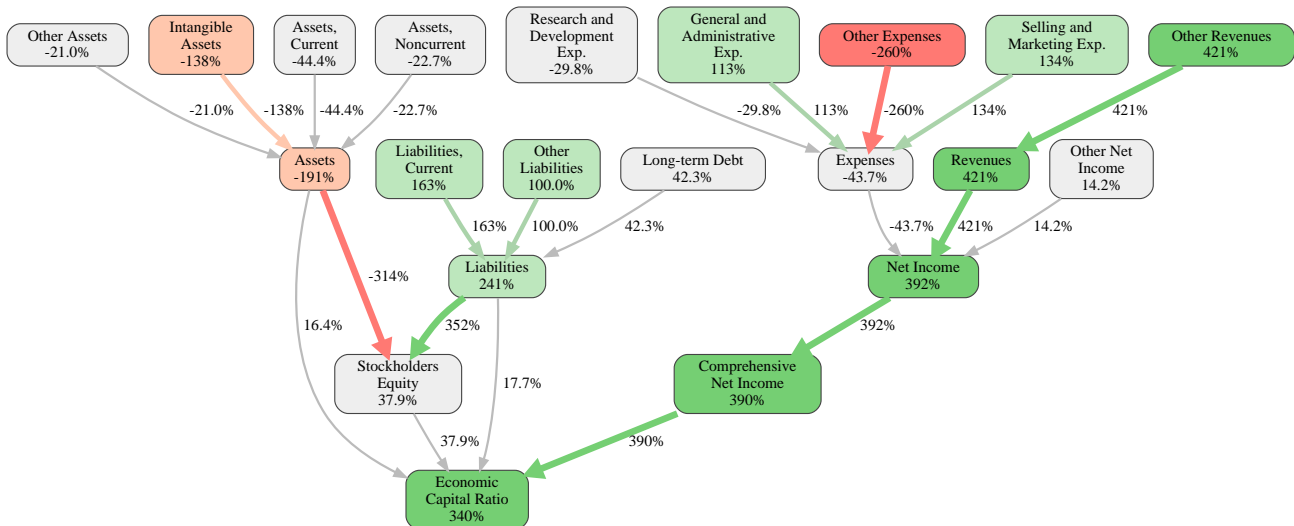 Other Assets
-21.0%
Intangible
Assets
-138%
Assets,
Current
-44.4%
Assets,
Noncurrent
-22.7%
Research and
Development
Exp.
-29.8%
General and
Administrative
Exp.
113%
Other Expenses
-260%
Selling and
Marketing Exp.
134%
Other Revenues
421%
-21.0%
-138%
-44.4%
-22.7%
-29.8%
113%
-260%
134%
421%
Assets
-191%
Liabilities,
Current
163%
Other
Liabilities
100.0%
Long-term Debt
42.3%
Expenses
-43.7%
Revenues
421%
Other Net
Income
14.2%
163%
100.0%
42.3%
-43.7%
421%
14.2%
-314%
Liabilities
241%
Net Income
392%
16.4%
352%
392%
Stockholders
Equity
37.9%
17.7%
Comprehensive
Net Income
390%
37.9%
390%
Economic
Capital Ratio
340%